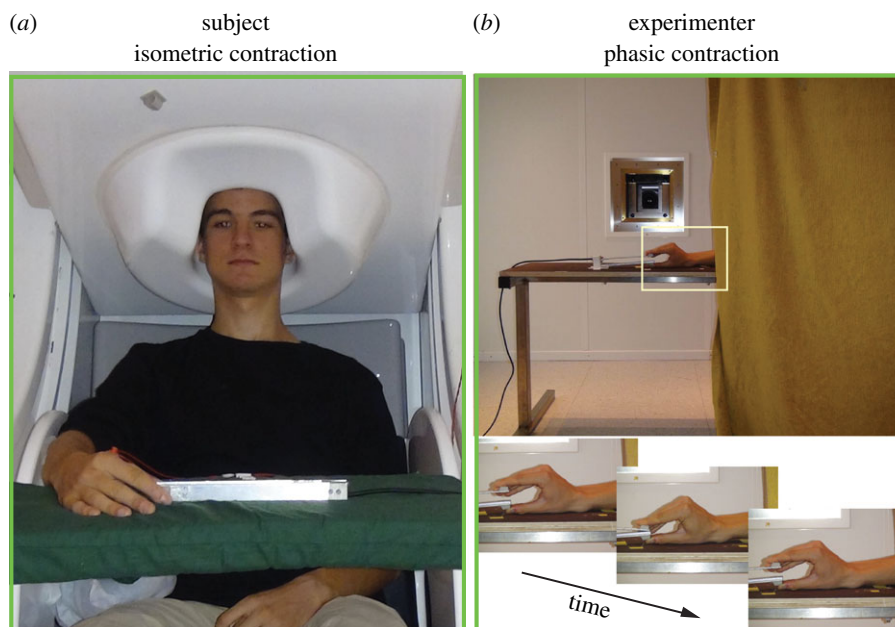 (a) subject
isometric contraction
(b) experimenter
phasic contraction
time